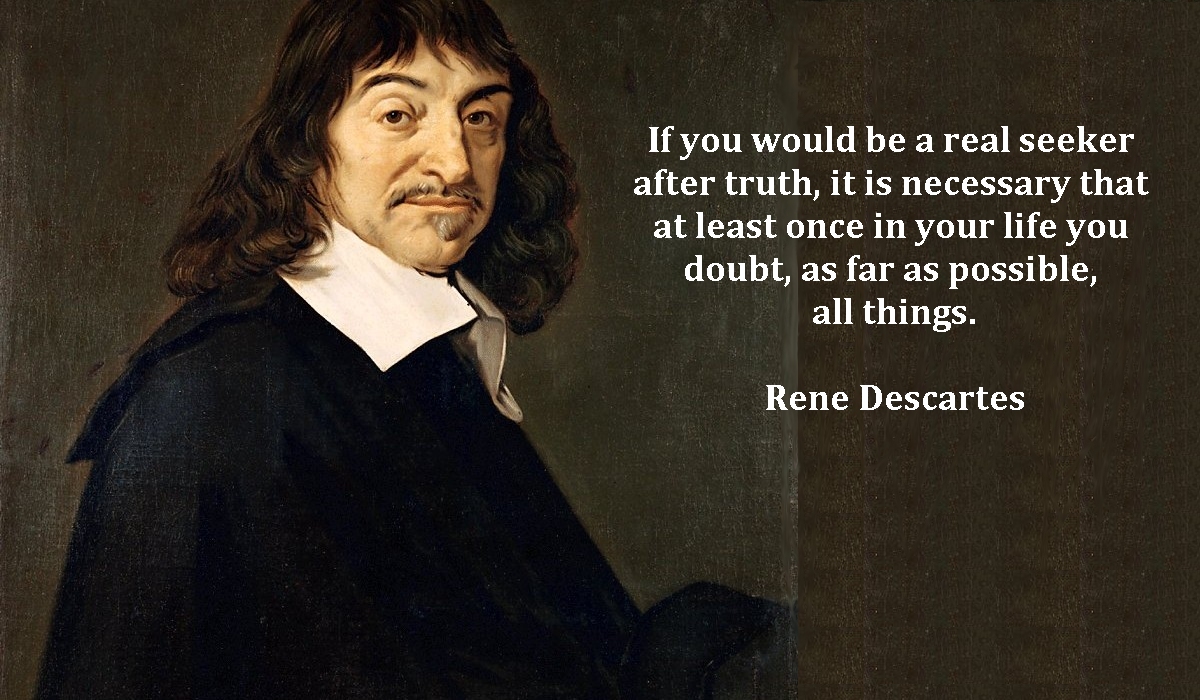 If you would be a real seeker
after truth, it is necessary that
at least once in your life you
doubt, as far as possible,
all things.
Rene Descartes